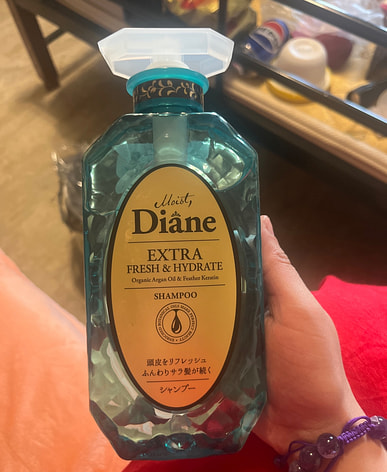 Moist,
Diane
EXTRA
FRESH & HYDRATE
Organic Argan Oil & Feather Keratin
SHAMPOO
頭皮をリフレッシュ
ふんわりサラ髪が続く
シャンプー